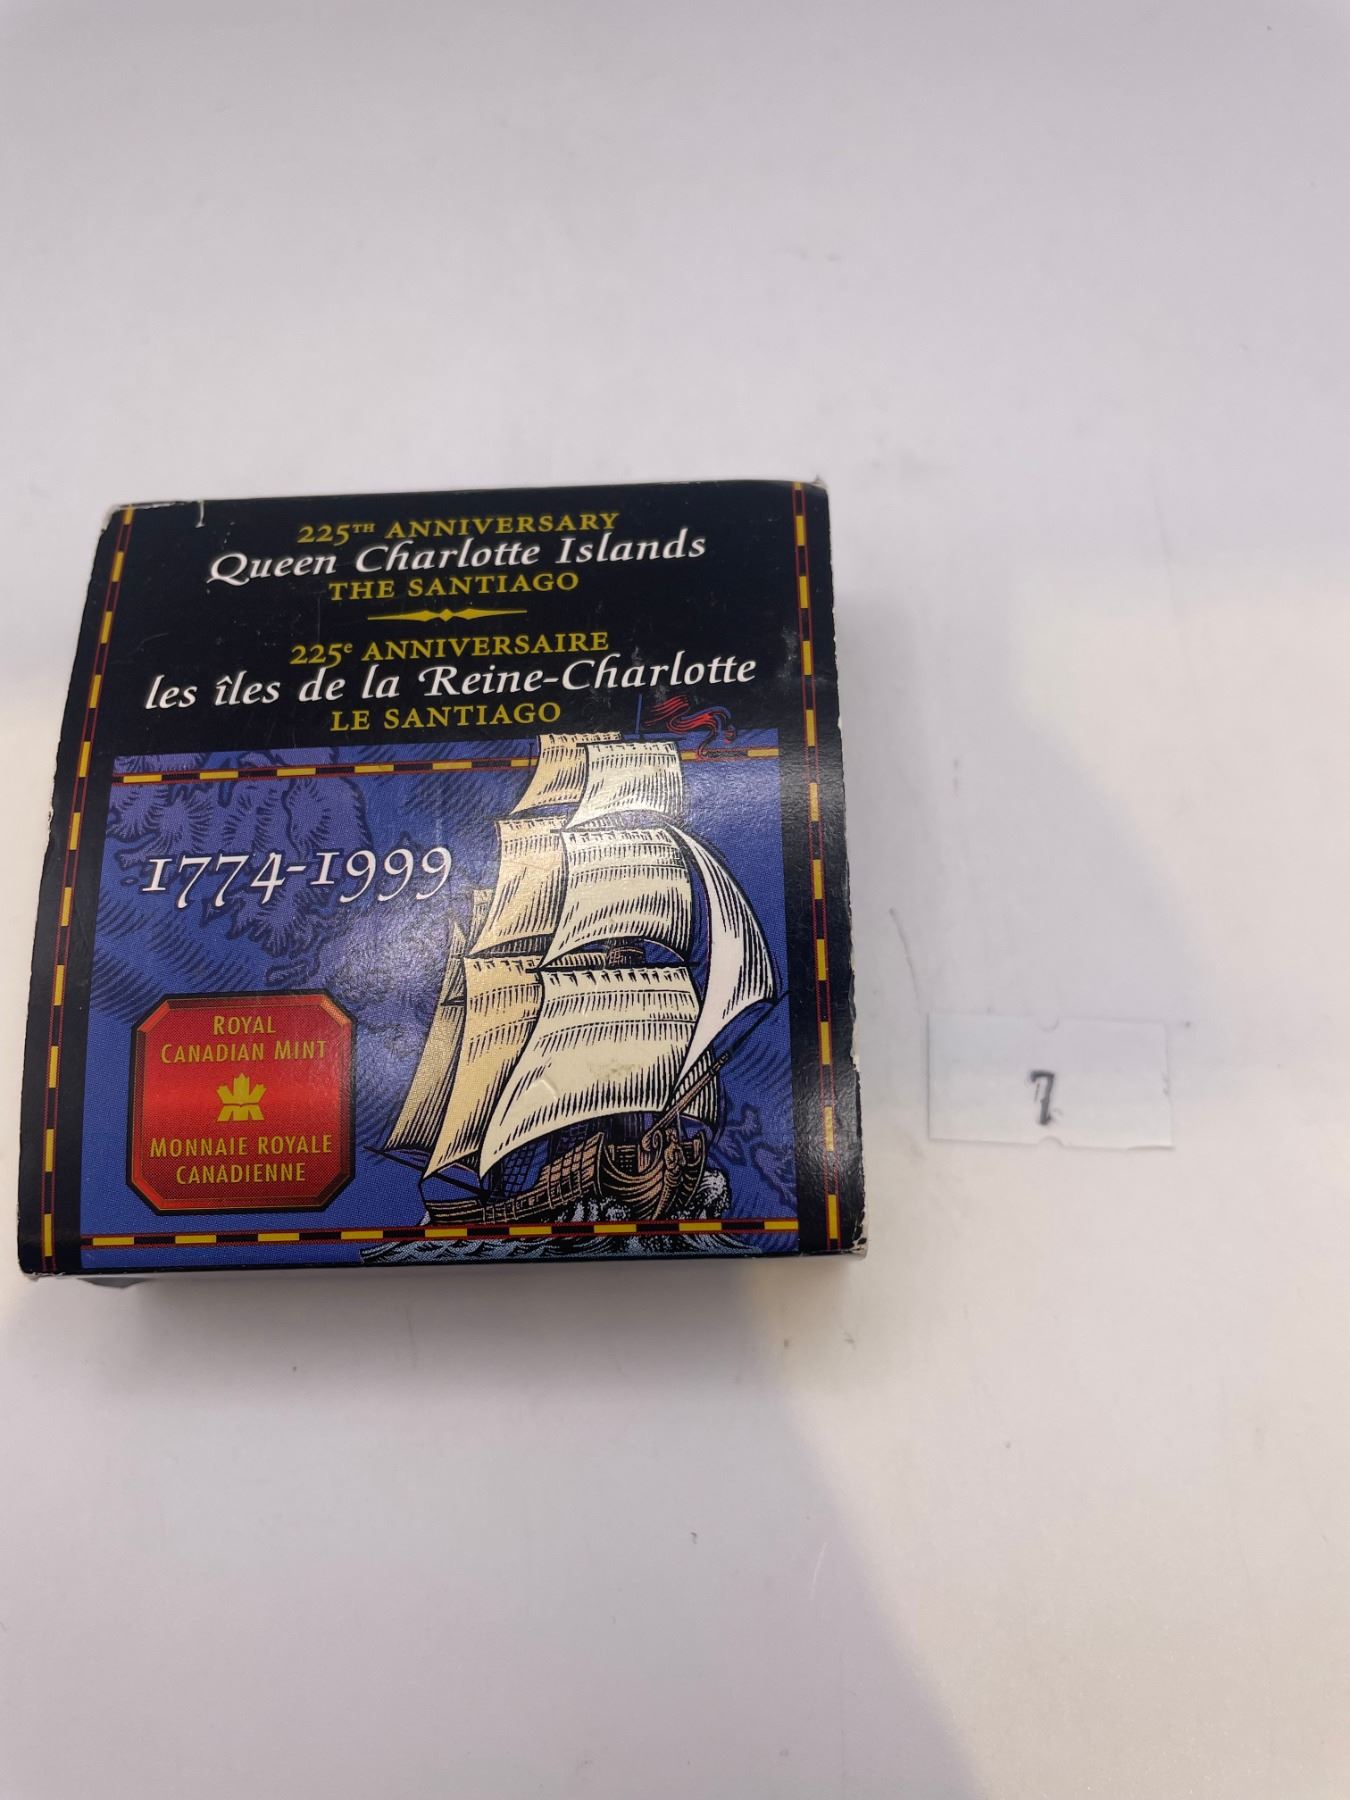 225TH ANNIVERSARY
Queen Charlotte Islands
THE SANTIAGO
225e ANNIVERSAIRE
les îles de la Reine-Charlotte
LE SANTIAGO
1774-1999
ROYAL
CANADIAN MINT
MONNAIE ROYALE
CANADIENNE
7